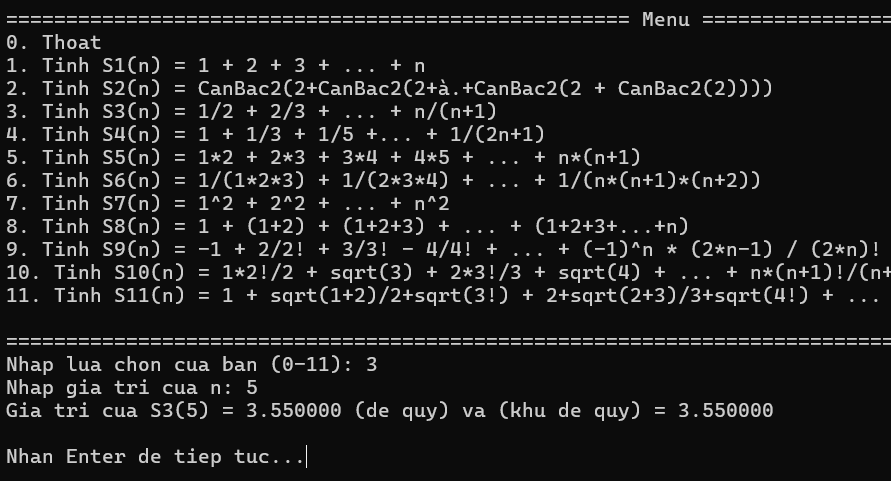 ==================================================== Menu ================
0. Thoat
1. Tinh S1(n) = 1 + 2 + 3 + ... + n
2. Tinh S2(n) = CanBac2(2+CanBac2(2+à.+CanBac2(2 + CanBac2(2))))
3. Tinh S3(n) = 1/2 + 2/3 + ... + n/(n+1)
4. Tinh S4(n) = 1 + 1/3 + 1/5 +... + 1/(2n+1)
5. Tinh S5(n) = 1*2 + 2*3 + 3*4 + 4*5 + ... + n*(n+1)
6. Tinh S6(n) = 1/(1*2*3) + 1/(2*3*4) + ... + 1/(n*(n+1)*(n+2))
7. Tinh S7(n) = 1^2 + 2^2 + ... + n^2
8. Tinh S8(n) = 1 + (1+2) + (1+2+3) + ... + (1+2+3+...+n)
9. Tinh S9(n) = -1 + 2/2! + 3/3! - 4/4! + ... + (-1)^n * (2*n-1) / (2*n)!
10. Tinh S10(n) = 1*2!/2 + sqrt(3) + 2*3!/3 + sqrt(4) + ... + n*(n+1)!/(n+
11. Tinh S11(n) = 1 + sqrt(1+2)/2+sqrt(3!) + 2+sqrt(2+3)/3+sqrt(4!) + ...
==========================================================================
Nhap lua chon cua ban (0-11): 3
Nhap gia tri cua n: 5
Gia tri cua S3(5) = 3.550000 (de quy) va (khu de quy) = 3.550000
Nhan Enter de tiep tuc...